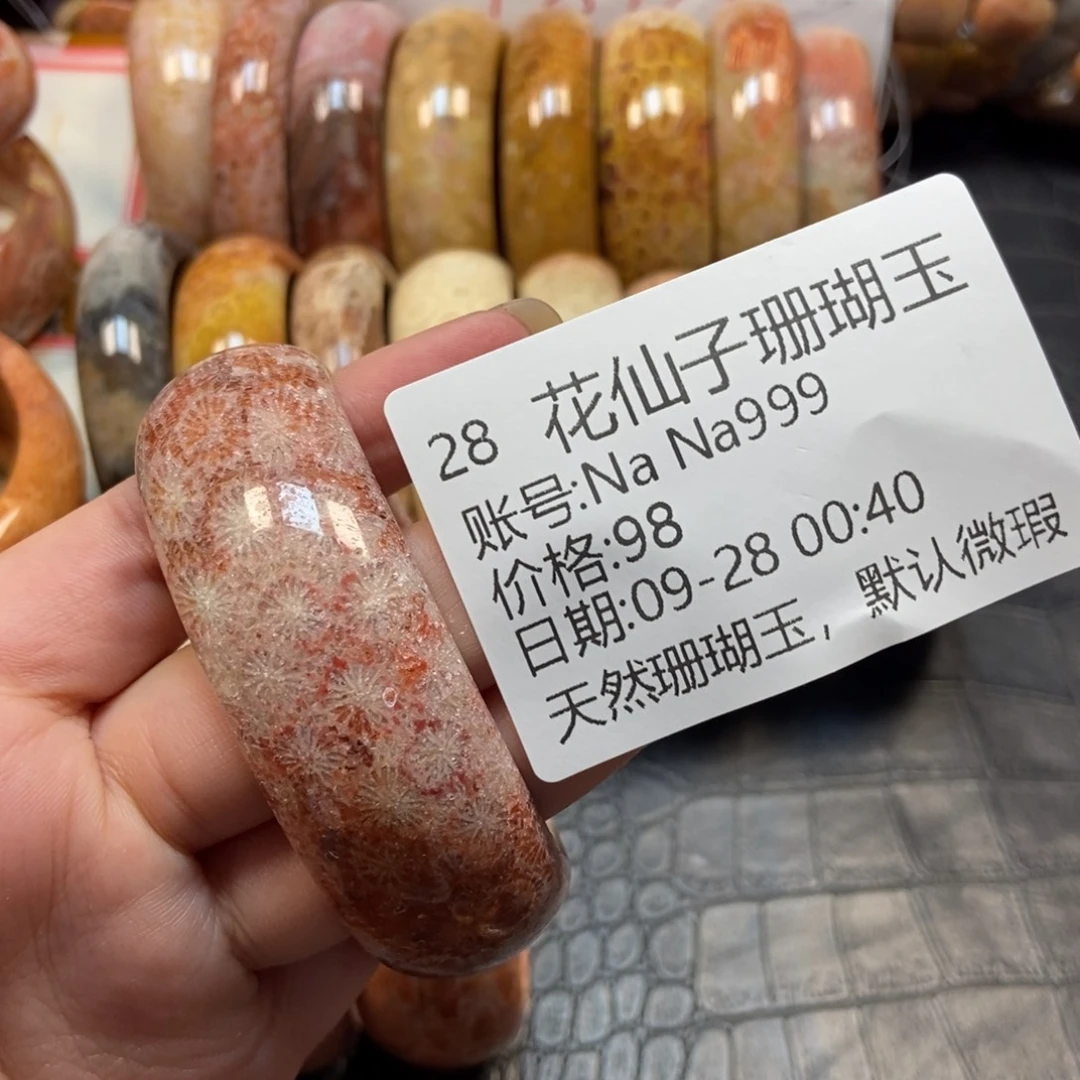 28 花仙子珊瑚玉
账号:Na Na999
价格:98
日期:09-28 00:40
天然珊瑚玉，默认微瑕